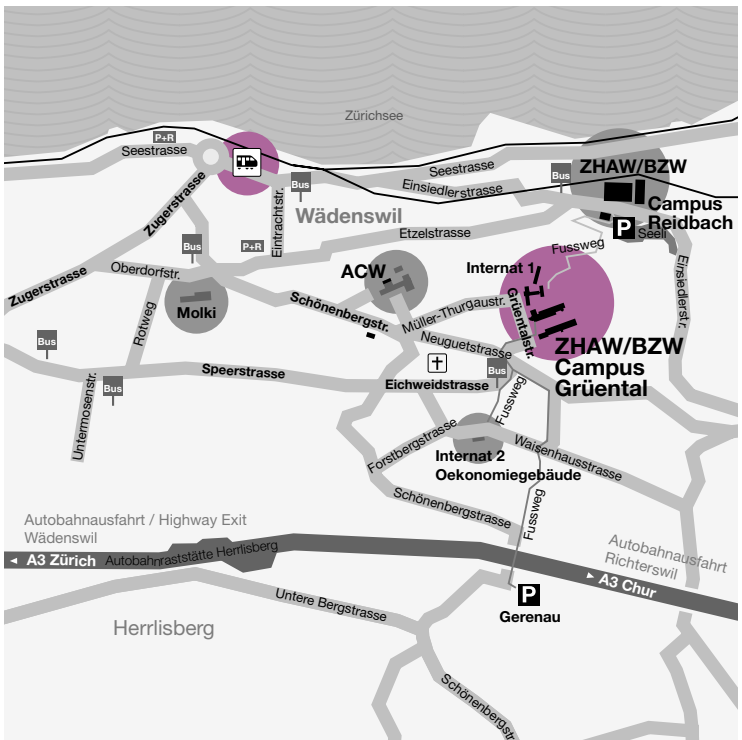 Zürichsee
P+R
Seestrasse
Seestrasse
ZHAW/BZW
Bus
Bus
Einsiedlerstrasse
Campus
Reidbach
Zugerstrasse
Eintrachtstr.
Wädenswil
P
Seeli
Etzelstrasse
Fussweg
Bus
P+R
Oberdorfstr.
ACW
Internat 1
Einsiedlerstr.
Zugerstrasse
Molki
Rotweg
Schönenbergstr.
Müller-Thurgaustr.
Grüentalstr.
Neuguetstrasse
ZHAW/BZW
Campus
Grüental
Bus
Bus
Bus
Speerstrasse
Eichweidstrasse
Untermosenstr.
Fussweg
Forstbergstrasse
Internat 2
Oekonomiegebäude
Waisenhausstrasse
Schönenbergstrasse
Fussweg
Autobahnausfahrt / Highway Exit
Wädenswil
A3 Zürich
Autobahnraststätte Herrlisberg
Autobahnausfahrt
Richterswil
A3 Chur
P
Gerenau
Untere Bergstrasse
Herrlisberg
Schönenbergstr